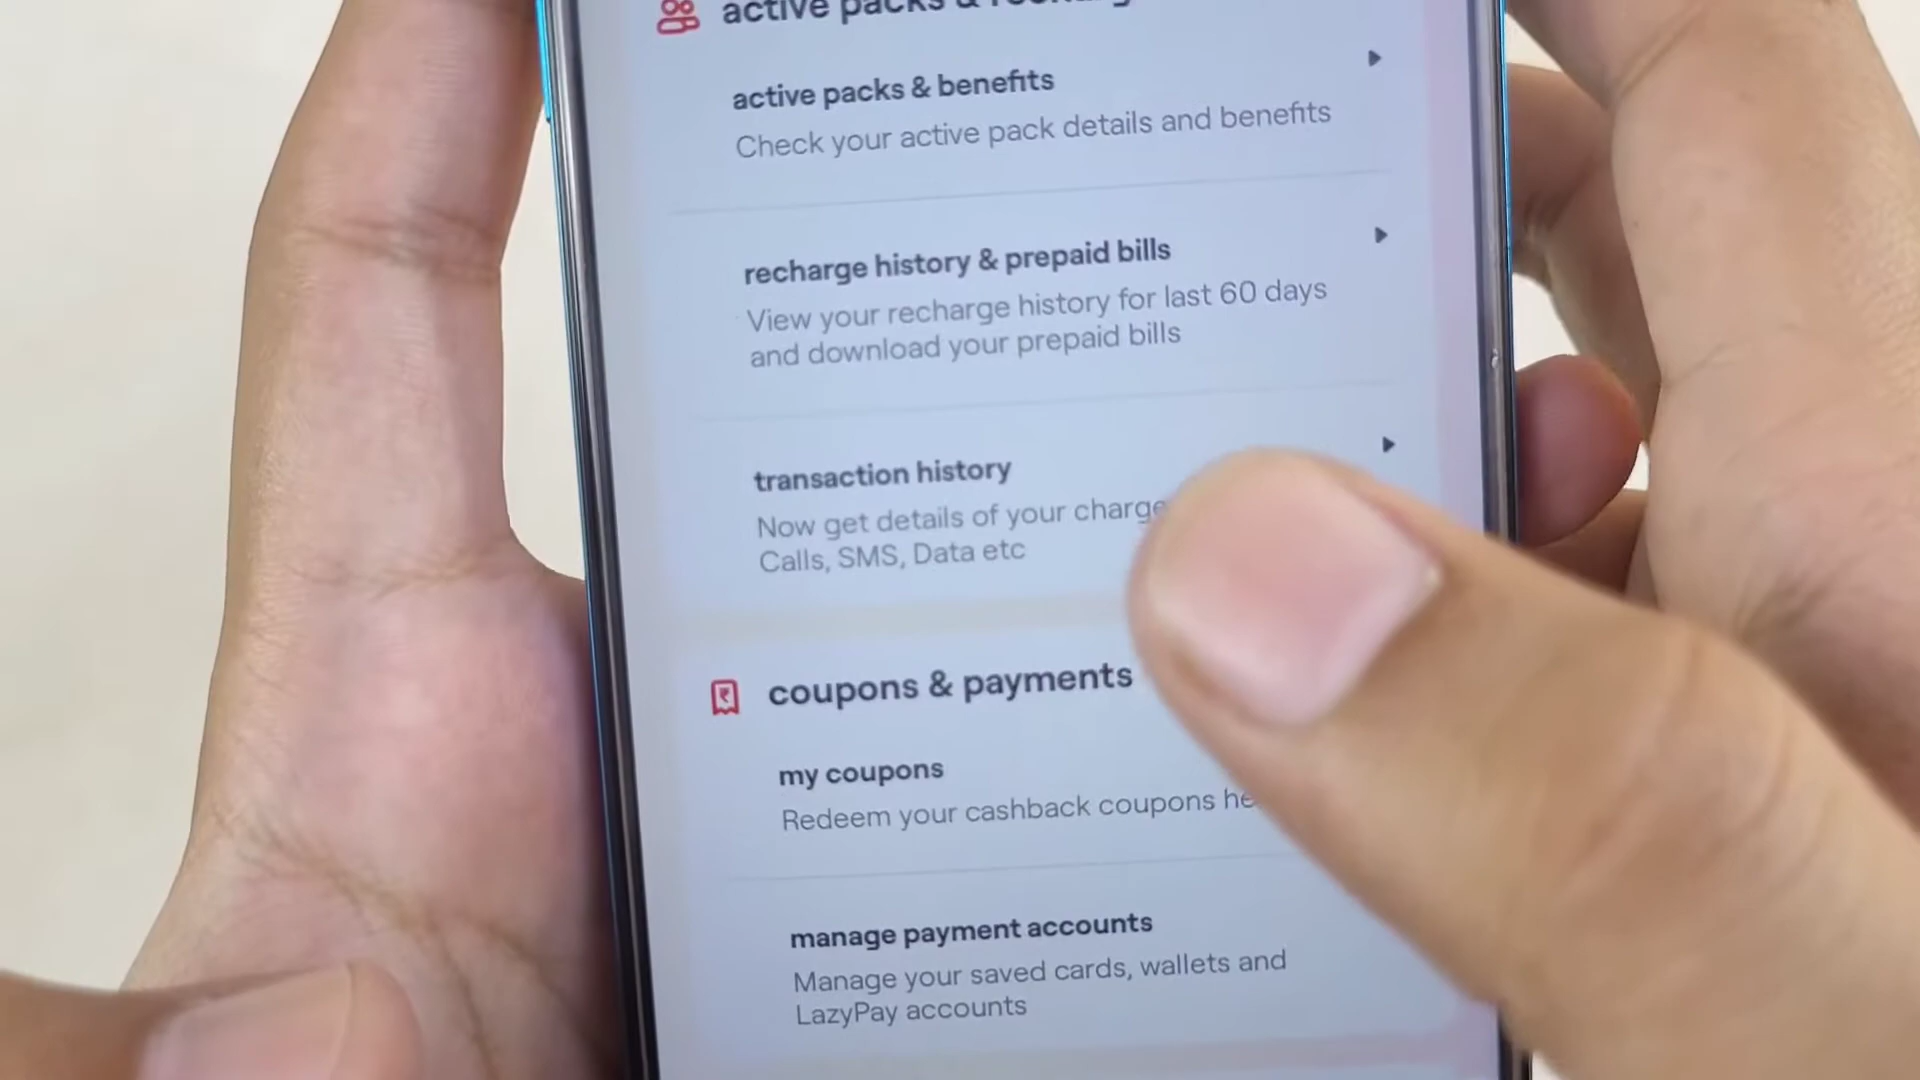 active packs &
active packs & benefits
Check your active pack details and benefits
recharge history & prepaid bills
View your recharge history for last 60 days
and download your prepaid bills
transaction history
Now get details of your charge
Calls, SMS, Data etc
coupons & payments
my coupons
Redeem your cashback coupons he
manage payment accounts
Manage your saved cards, wallets and
LazyPay accounts